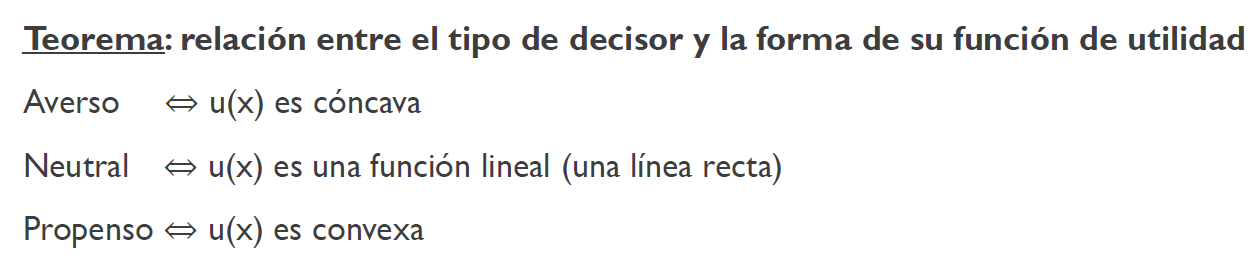 Teorema: relación entre el tipo de decisor y la forma de su función de utilidad
Averso ⇔ u(x) es cóncava
Neutral ⇔ u(x) es una función lineal (una línea recta)
Propenso ⇔ u(x) es convexa